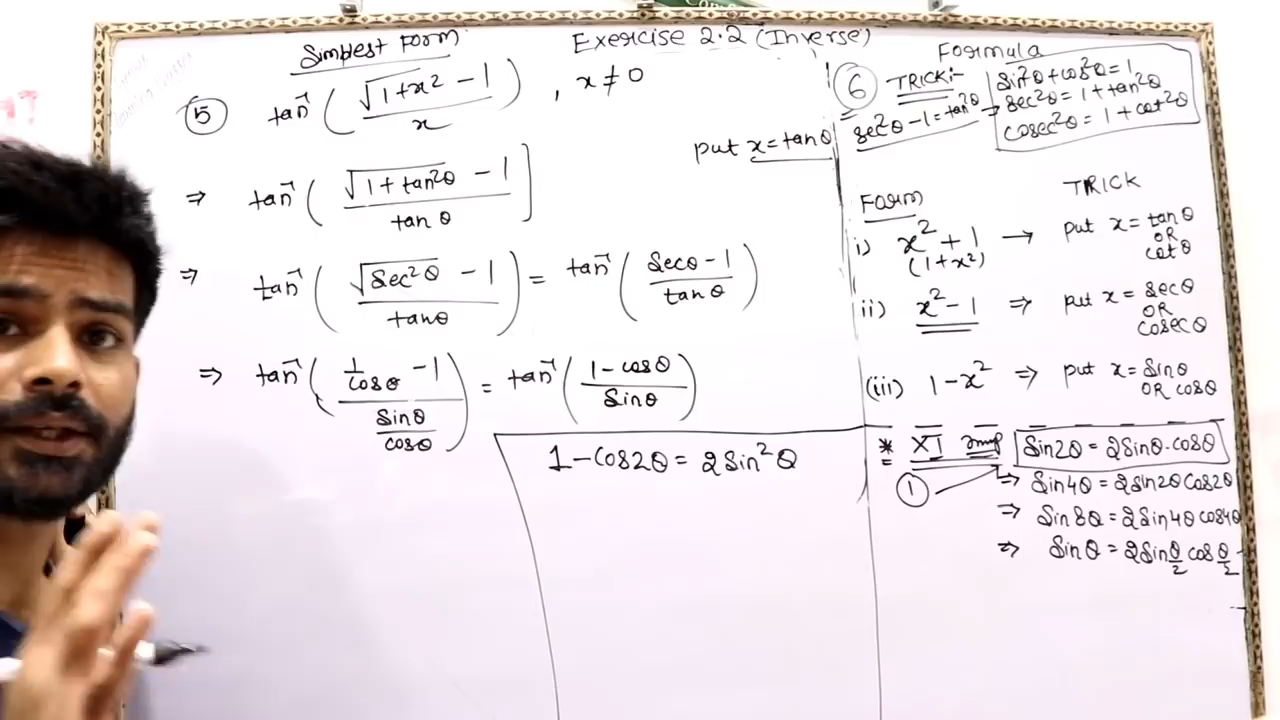 Simplest Form
Exercise 2.2 (Inverse)
5 tan⁻¹ ( (√(1+x²) − 1) / x ) , x ≠ 0
put x = tanθ
⇒ tan⁻¹ ( (√(1+tan²θ) − 1) / tan θ ]
⇒ tan⁻¹ ( (√(Sec²θ) − 1) / tanθ ) = tan⁻¹ ( (Secθ − 1) / tanθ )
⇒ tan⁻¹ ( (1/cosθ − 1) / (Sinθ/cosθ) ) = tan⁻¹ ( (1 − cosθ) / Sinθ )
1 − Cos2θ = 2Sin²θ
Formula
6 TRICK:-
Sin²θ + cos²θ = 1
sec²θ − 1 = tan²θ → sec²θ = 1 + tan²θ
cosec²θ = 1 + cot²θ
Form TRICK
i) x² + 1 → put x = tanθ
(1+x²) OR
cotθ
ii) x² − 1 ⇒ put x = secθ
OR
cosecθ
(iii) 1 − x² ⇒ put x = Sinθ
OR cosθ
* XI Imp Sin2θ = 2Sinθ·cosθ
1 ⇒ Sin4θ = 2Sin2θ cos2θ
⇒ Sin8θ = 2Sin4θ cos4θ
⇒ Sinθ = 2Sin θ/2 cos θ/2